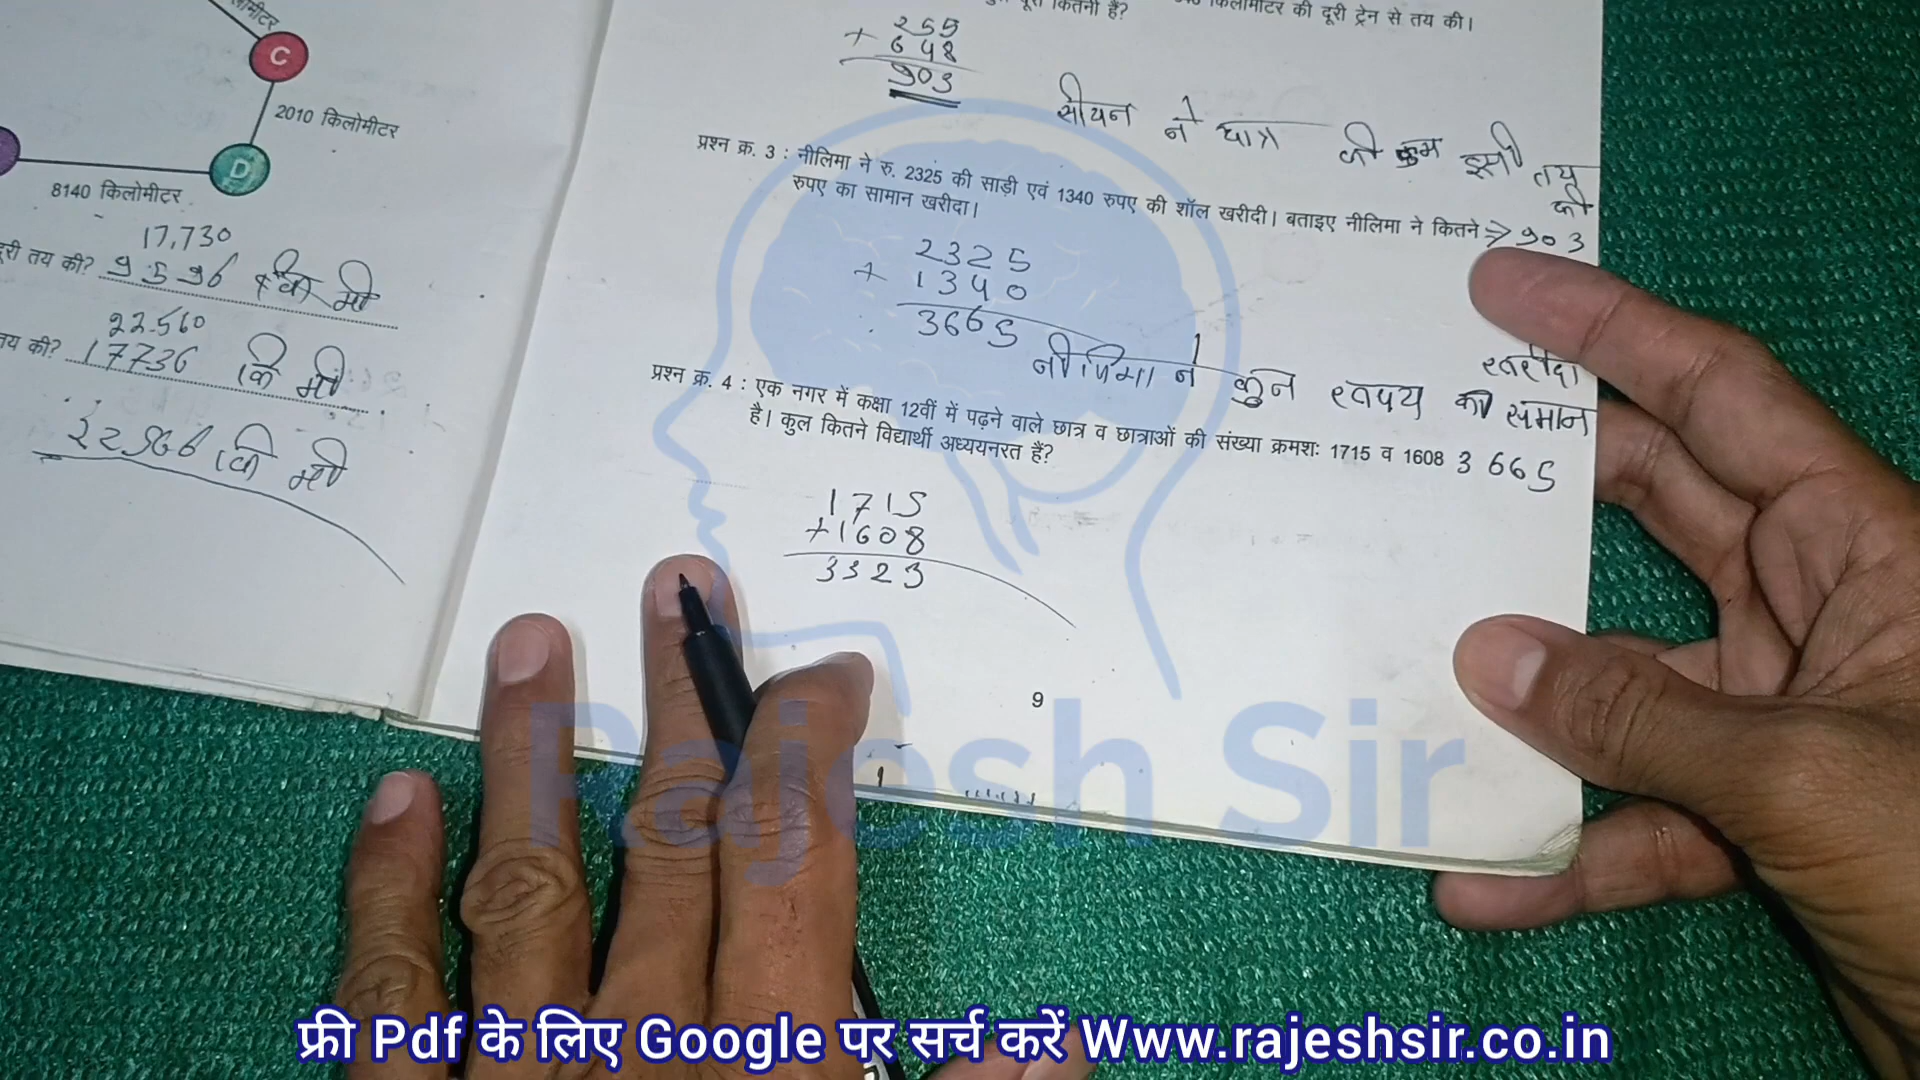 C
2010 किलोमीटर
D
8140 किलोमीटर
17,730
तय की? 9596 कि मी
22560
तय की? 17736 कि मी
कि मी
किलोमीटर की दूरी ट्रेन से तय की।
दूरी कितनी है?
255
+ 648
903
सीयन ने यात्रा की कुल दूरी तय की
=> 903
प्रश्न क्र. 3 : नीलिमा ने रु. 2325 की साड़ी एवं 1340 रुपए की शॉल खरीदी। बताइए नीलिमा ने कितने
रुपए का सामान खरीदा।
2325
+ 1340
3665
नीलिमा ने कुल रूपये का समान खरीदा
3665
प्रश्न क्र. 4 : एक नगर में कक्षा 12वीं में पढ़ने वाले छात्र व छात्राओं की संख्या क्रमशः 1715 व 1608
है। कुल कितने विद्यार्थी अध्ययनरत हैं?
1715
+1608
3323
9
Rajesh Sir
फ्री Pdf के लिए Google पर सर्च करें Www.rajeshsir.co.in